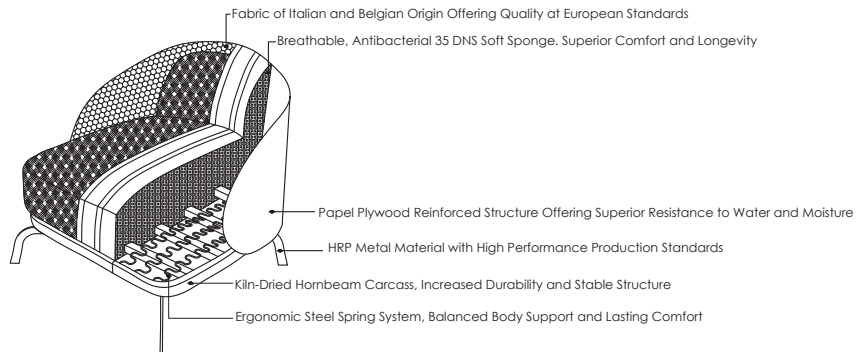 Fabric of Italian and Belgian Origin Offering Quality at European Standards
Breathable, Antibacterial 35 DNS Soft Sponge. Superior Comfort and Longevity
Papel Plywood Reinforced Structure Offering Superior Resistance to Water and Moisture
HRP Metal Material with High Performance Production Standards
Kiln-Dried Hornbeam Carcass, Increased Durability and Stable Structure
Ergonomic Steel Spring System, Balanced Body Support and Lasting Comfort